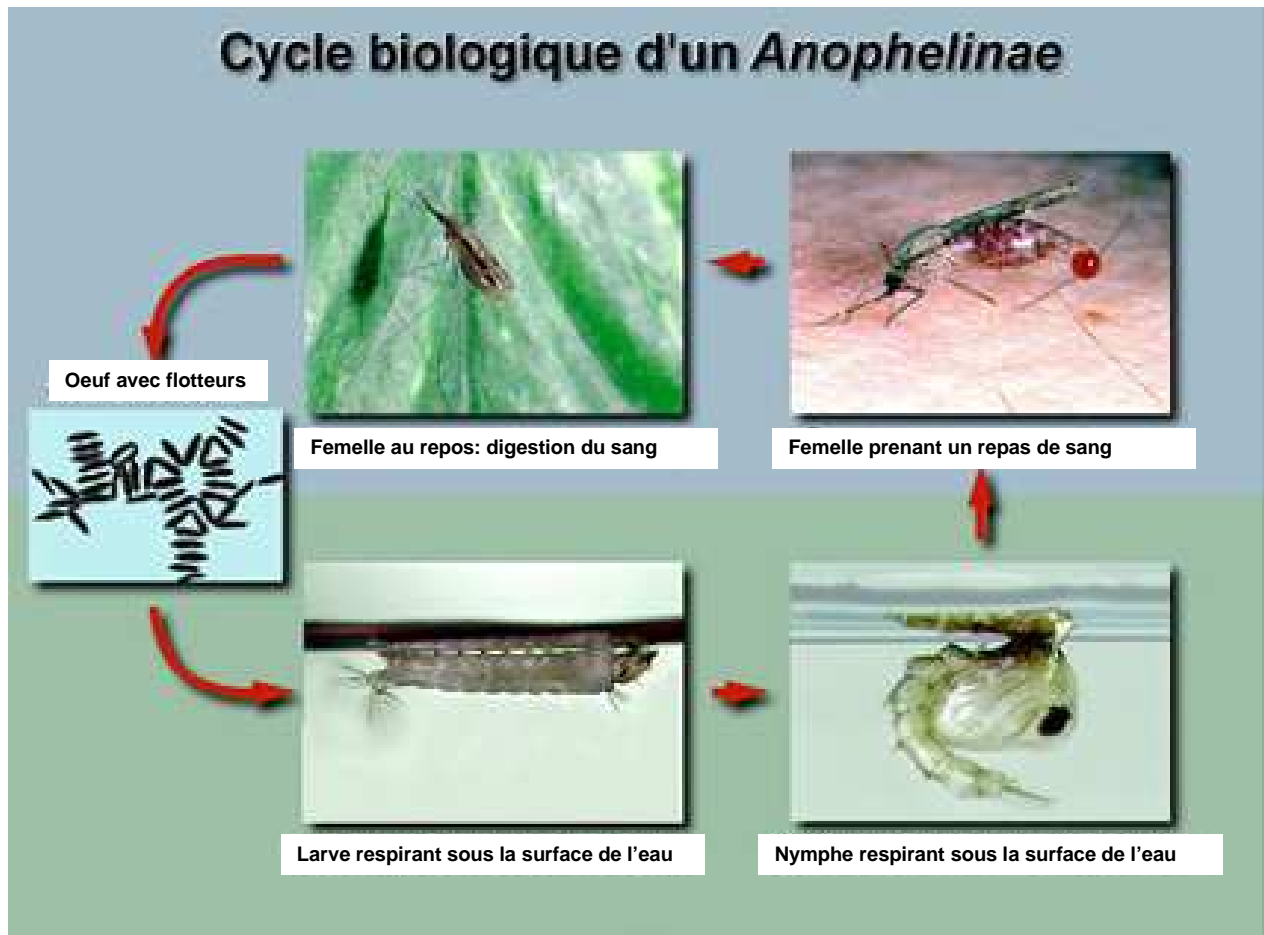 Cycle biologique d'un Anophelinae
Oeuf avec flotteurs
Femelle au repos: digestion du sang
Femelle prenant un repas de sang
Larve respirant sous la surface de l’eau
Nymphe respirant sous la surface de l’eau